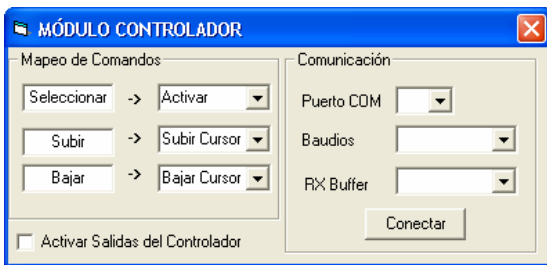 MÓDULO CONTROLADOR
Mapeo de Comandos
Seleccionar -> Activar
Subir -> Subir Cursor
Bajar -> Bajar Cursor
Activar Salidas del Controlador
Comunicación
Puerto COM
Baudios
RX Buffer
Conectar